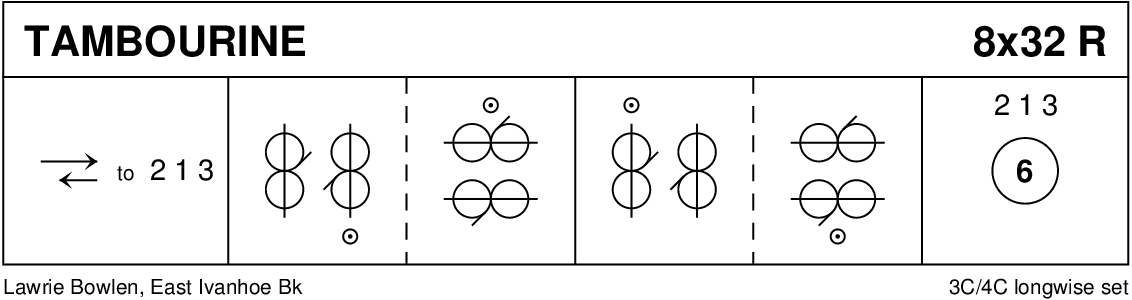 TAMBOURINE 8x32 R
to 2 1 3
2 1 3
6
Lawrie Bowlen, East Ivanhoe Bk 3C/4C longwise set